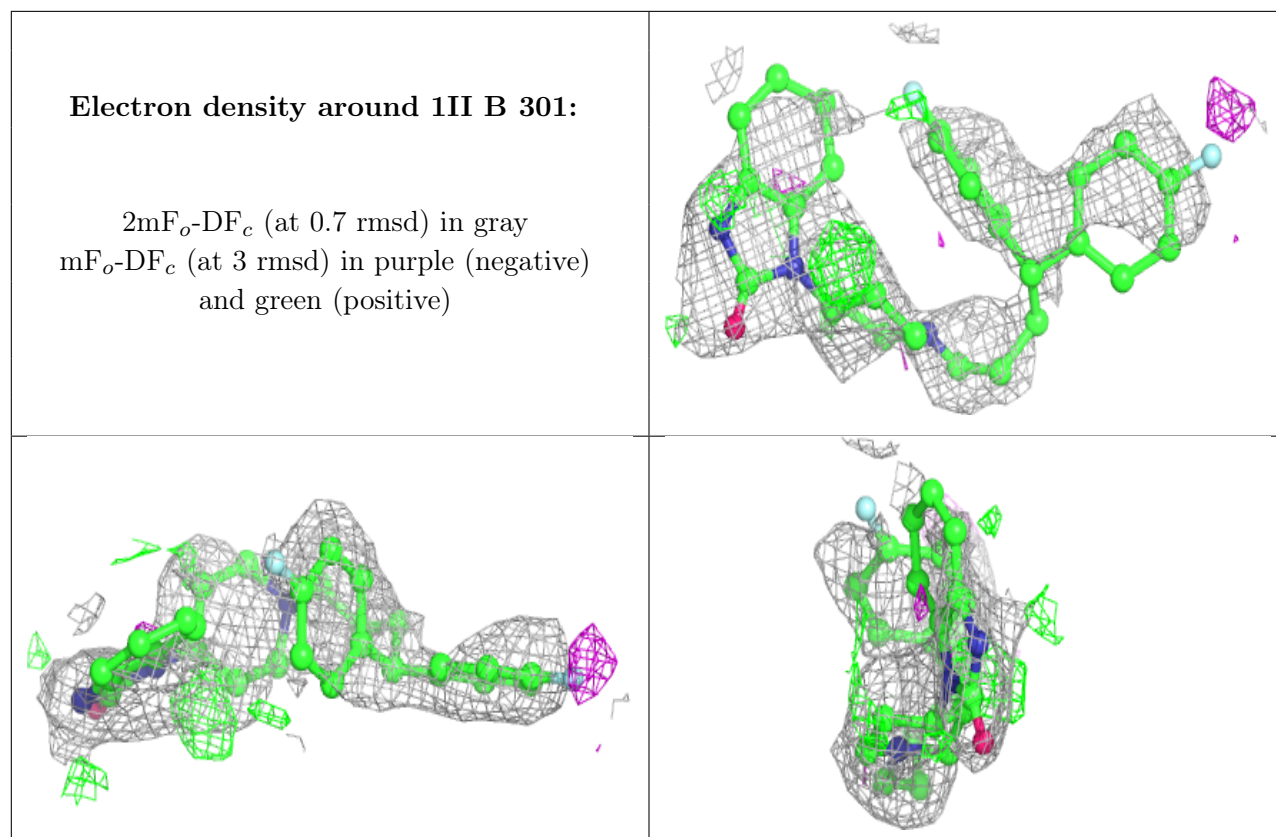 Electron density around 1II B 301:
2mFo-DFc (at 0.7 rmsd) in gray
mFo-DFc (at 3 rmsd) in purple (negative)
and green (positive)